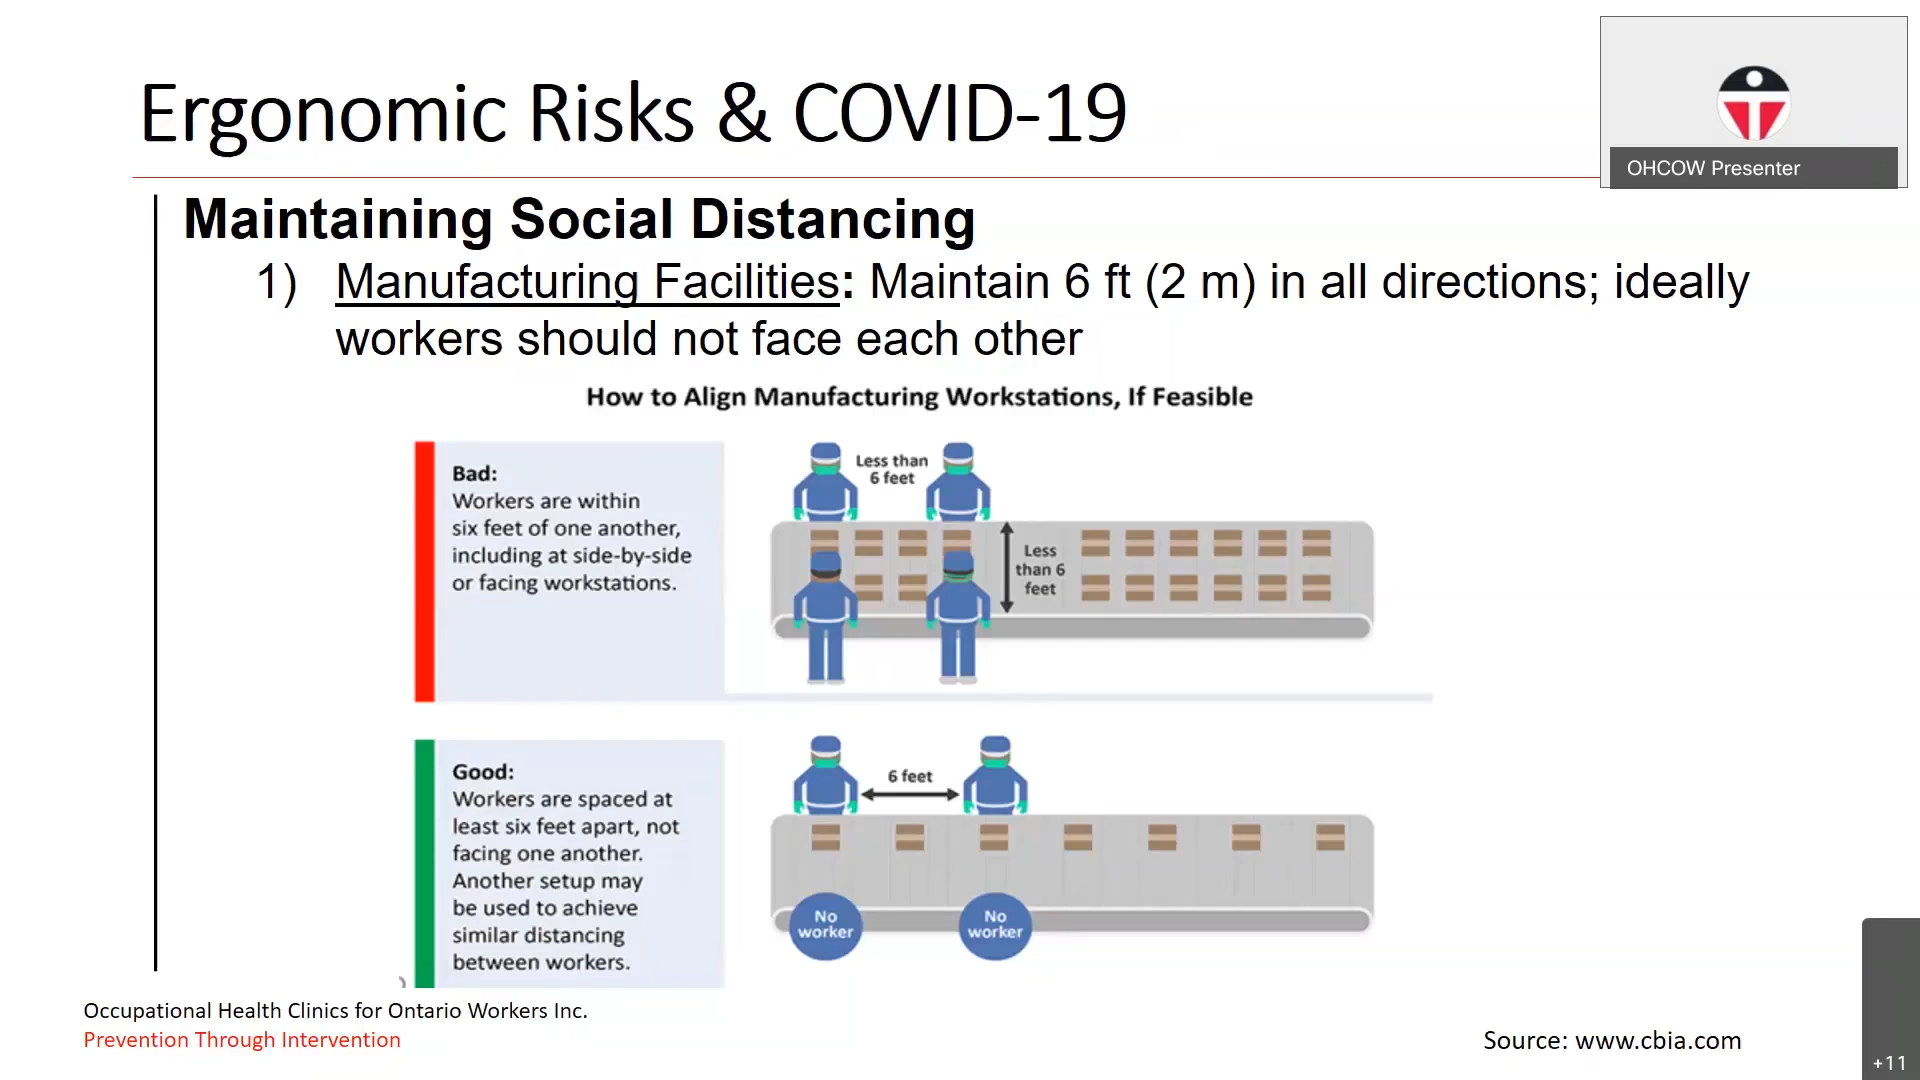 Ergonomic Risks & COVID-19
OHCOW Presenter
Maintaining Social Distancing
1) Manufacturing Facilities: Maintain 6 ft (2 m) in all directions; ideally
workers should not face each other
How to Align Manufacturing Workstations, If Feasible
Bad:
Workers are within
six feet of one another,
including at side-by-side
or facing workstations.
Less than
6 feet
Less
than 6
feet
Good:
Workers are spaced at
least six feet apart, not
facing one another.
Another setup may
be used to achieve
similar distancing
between workers.
6 feet
No
worker
No
worker
Occupational Health Clinics for Ontario Workers Inc.
Prevention Through Intervention
Source: www.cbia.com
+11